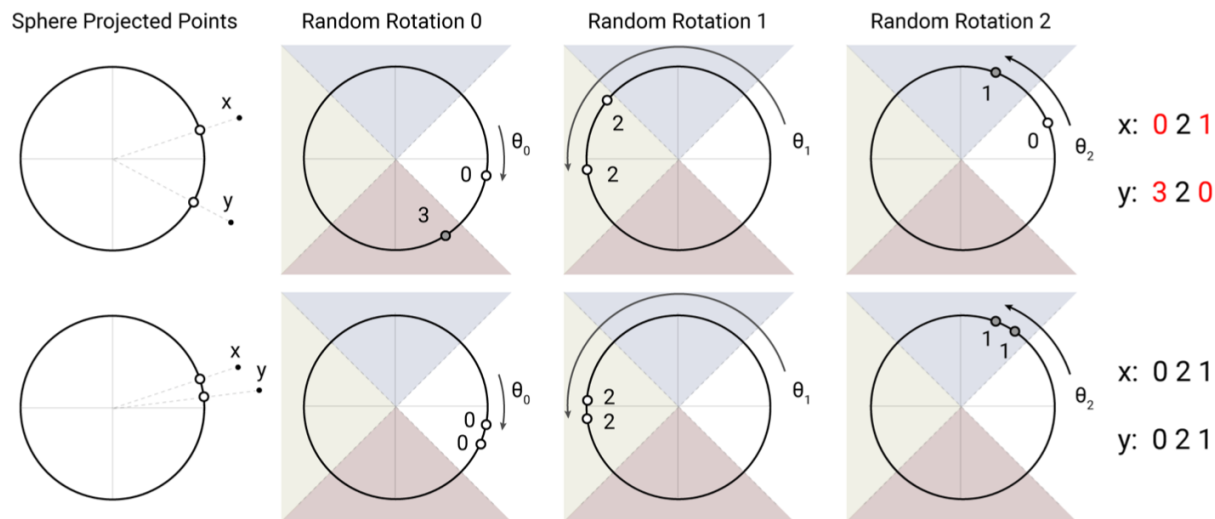 Sphere Projected Points
Random Rotation 0
Random Rotation 1
Random Rotation 2
x
y
0
3
θ0
2
2
θ1
1
0
θ2
x: 0 2 1
y: 3 2 0
x
y
0
0
θ0
2
2
θ1
1
1
θ2
x: 0 2 1
y: 0 2 1